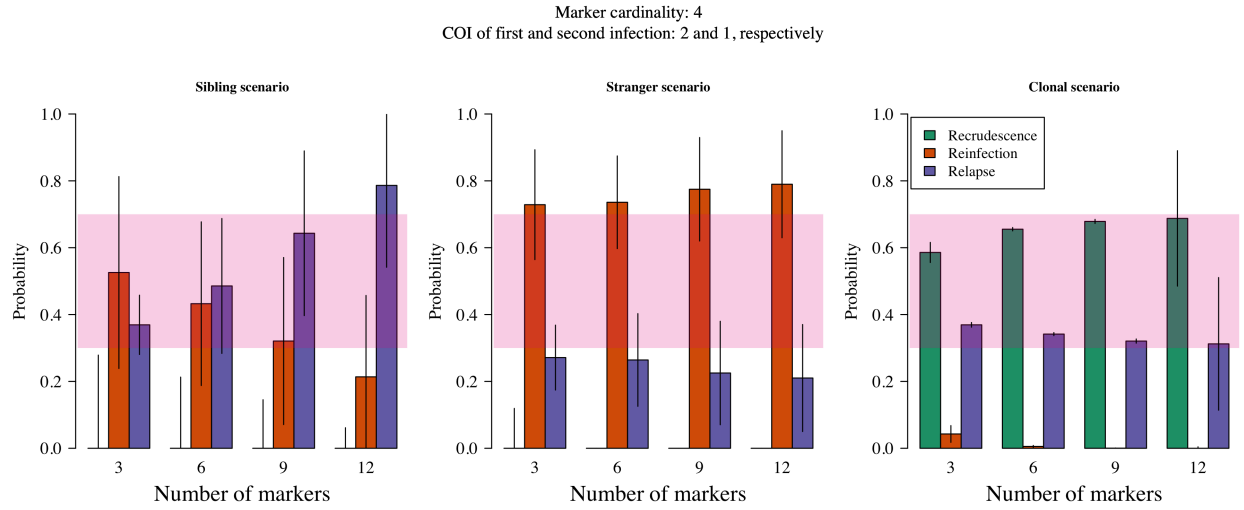 Marker cardinality: 4
COI of first and second infection: 2 and 1, respectively
Sibling scenario
Probability
1.0
0.8
0.6
0.4
0.2
0.0
3 6 9 12
Number of markers
Stranger scenario
Probability
1.0
0.8
0.6
0.4
0.2
0.0
3 6 9 12
Number of markers
Clonal scenario
Probability
1.0
0.8
0.6
0.4
0.2
0.0
Recrudescence
Reinfection
Relapse
3 6 9 12
Number of markers